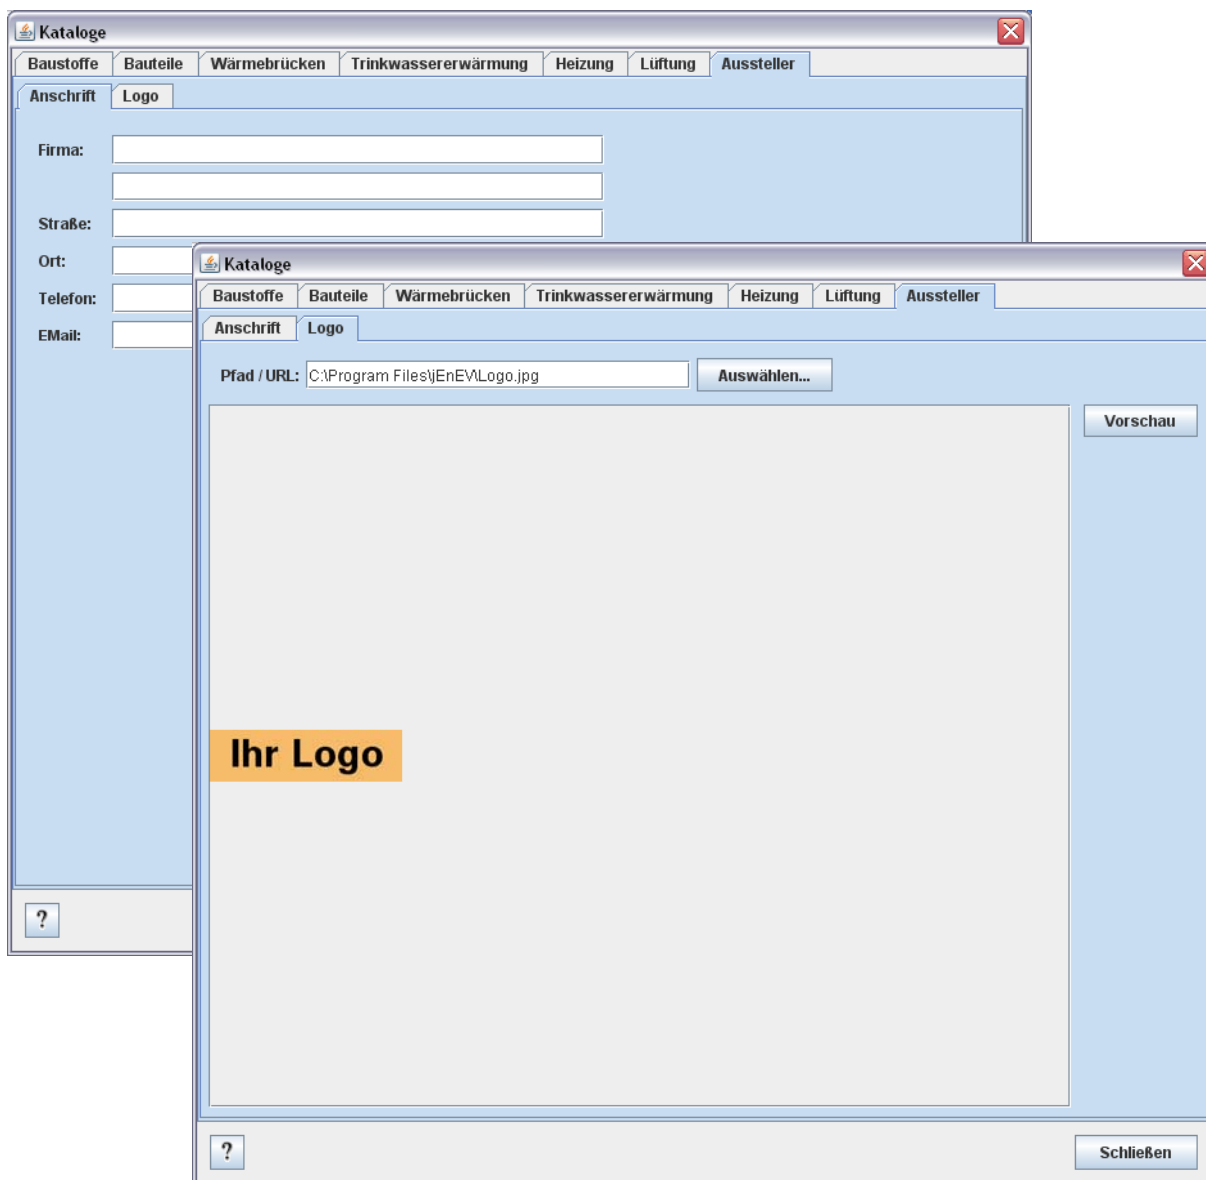 Kataloge
Baustoffe Bauteile Wärmebrücken Trinkwassererwärmung Heizung Lüftung Aussteller
Anschrift Logo
Firma:
Straße:
Ort:
Telefon:
EMail:
?
Kataloge
Baustoffe Bauteile Wärmebrücken Trinkwassererwärmung Heizung Lüftung Aussteller
Anschrift Logo
Pfad / URL: C:\Program Files\jEnEV\Logo.jpg Auswählen...
Vorschau
Ihr Logo
? Schließen